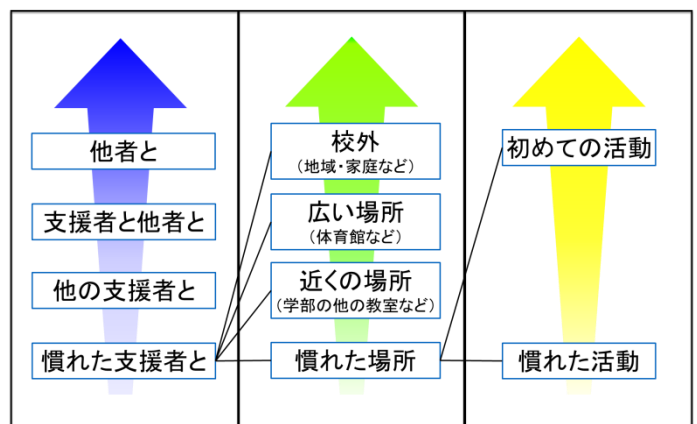 他者と
支援者と他者と
他の支援者と
慣れた支援者と
校外
(地域・家庭など)
広い場所
(体育館など)
近くの場所
(学部の他の教室など)
慣れた場所
初めての活動
慣れた活動